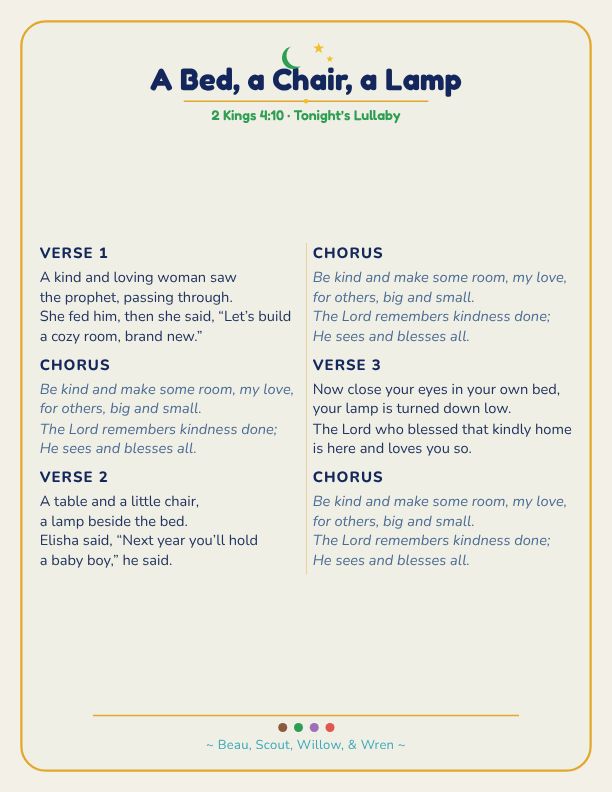 A Bed, a Chair, a Lamp
2 Kings 4:10 · Tonight's Lullaby
VERSE 1
A kind and loving woman saw
the prophet, passing through.
She fed him, then she said, “Let’s build
a cozy room, brand new.”
CHORUS
Be kind and make some room, my love,
for others, big and small.
The Lord remembers kindness done;
He sees and blesses all.
VERSE 2
A table and a little chair,
a lamp beside the bed.
Elisha said, “Next year you’ll hold
a baby boy,” he said.
CHORUS
Be kind and make some room, my love,
for others, big and small.
The Lord remembers kindness done;
He sees and blesses all.
VERSE 3
Now close your eyes in your own bed,
your lamp is turned down low.
The Lord who blessed that kindly home
is here and loves you so.
CHORUS
Be kind and make some room, my love,
for others, big and small.
The Lord remembers kindness done;
He sees and blesses all.
~ Beau, Scout, Willow, & Wren ~